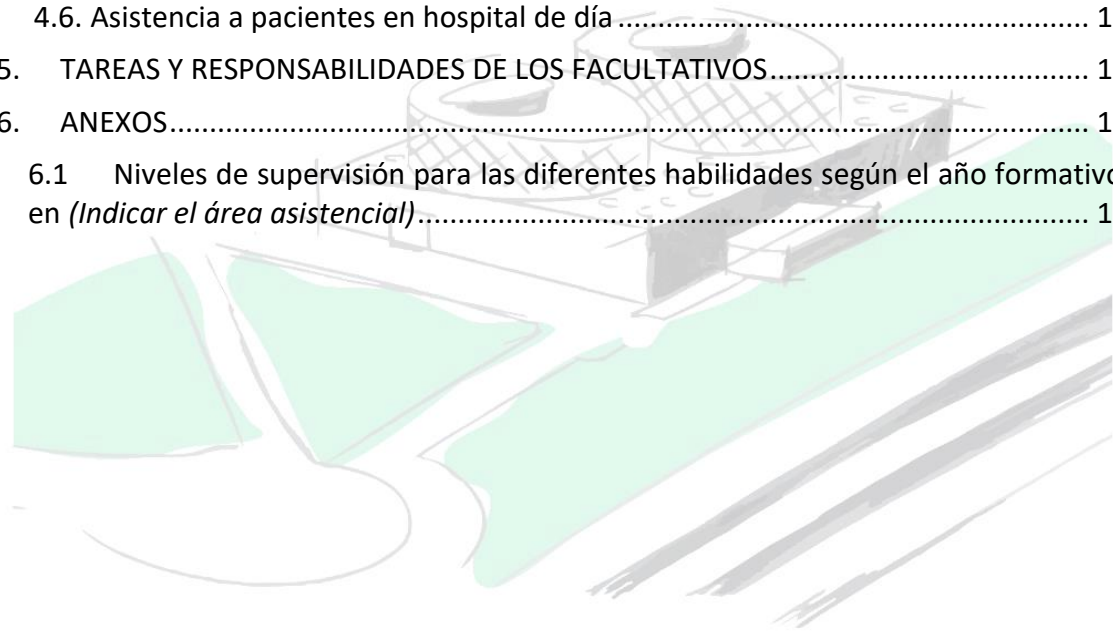 4.6. Asistencia a pacientes en hospital de día ........................................................................ 1
5. TAREAS Y RESPONSABILIDADES DE LOS FACULTATIVOS ................................................ 1
6. ANEXOS ........................................................................................................................ 1
6.1 Niveles de supervisión para las diferentes habilidades según el año formativo
en (Indicar el área asistencial) ........................................................................................ 1